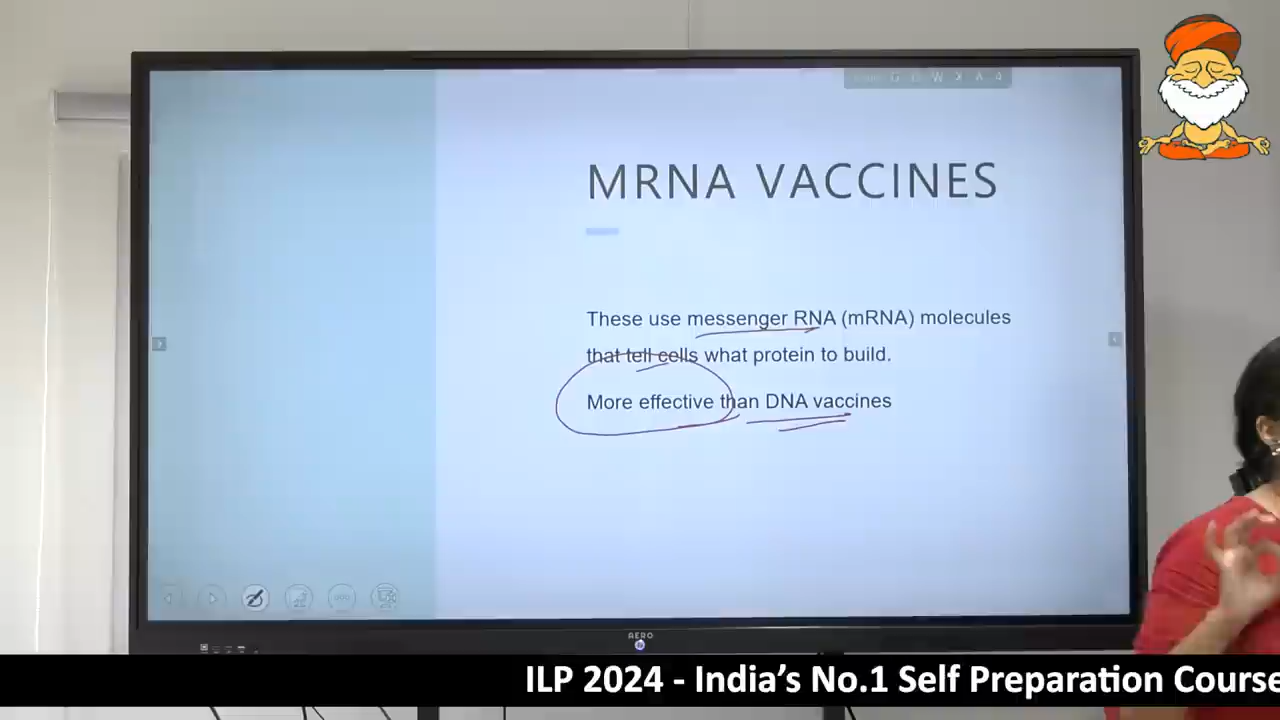 MRNA VACCINES
These use messenger RNA (mRNA) molecules
that tell cells what protein to build.
More effective than DNA vaccines
AERO
ILP 2024 - India’s No.1 Self Preparation Course